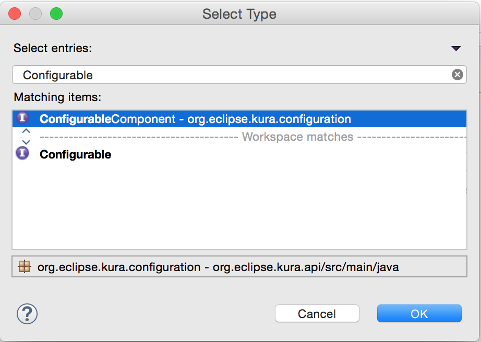 Select Type
Select entries:
Configurable
Matching items:
ConfigurableComponent - org.eclipse.kura.configuration
Workspace matches
Configurable
org.eclipse.kura.configuration - org.eclipse.kura.api/src/main/java
? Cancel OK